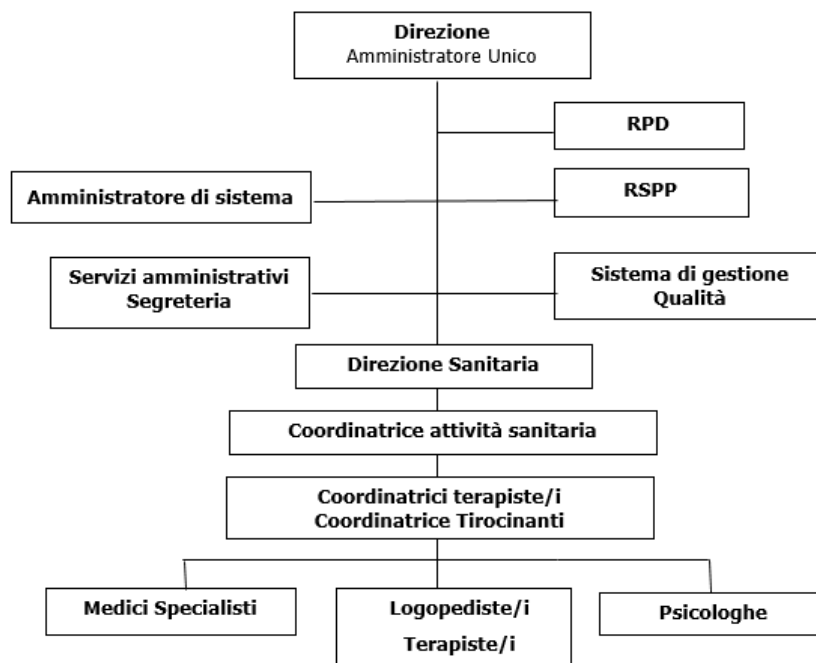 Direzione
Amministratore Unico
RPD
Amministratore di sistema
RSPP
Servizi amministrativi
Segreteria
Sistema di gestione
Qualità
Direzione Sanitaria
Coordinatrice attività sanitaria
Coordinatrici terapiste/i
Coordinatrice Tirocinanti
Medici Specialisti
Logopediste/i
Terapiste/i
Psicologhe